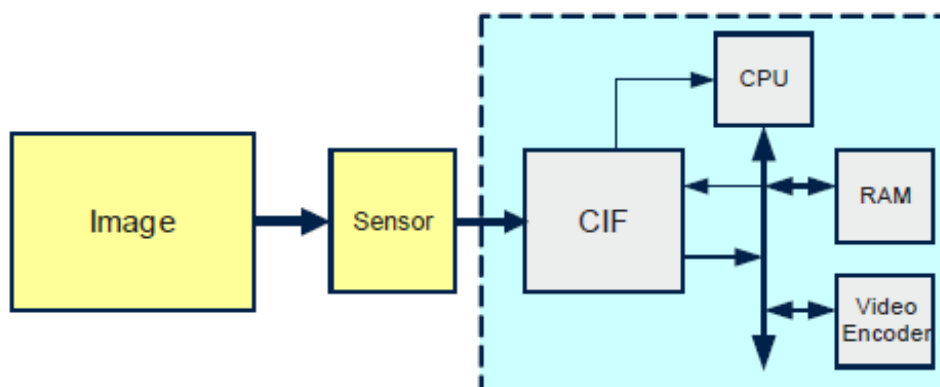 Image
Sensor
CIF
CPU
RAM
Video
Encoder